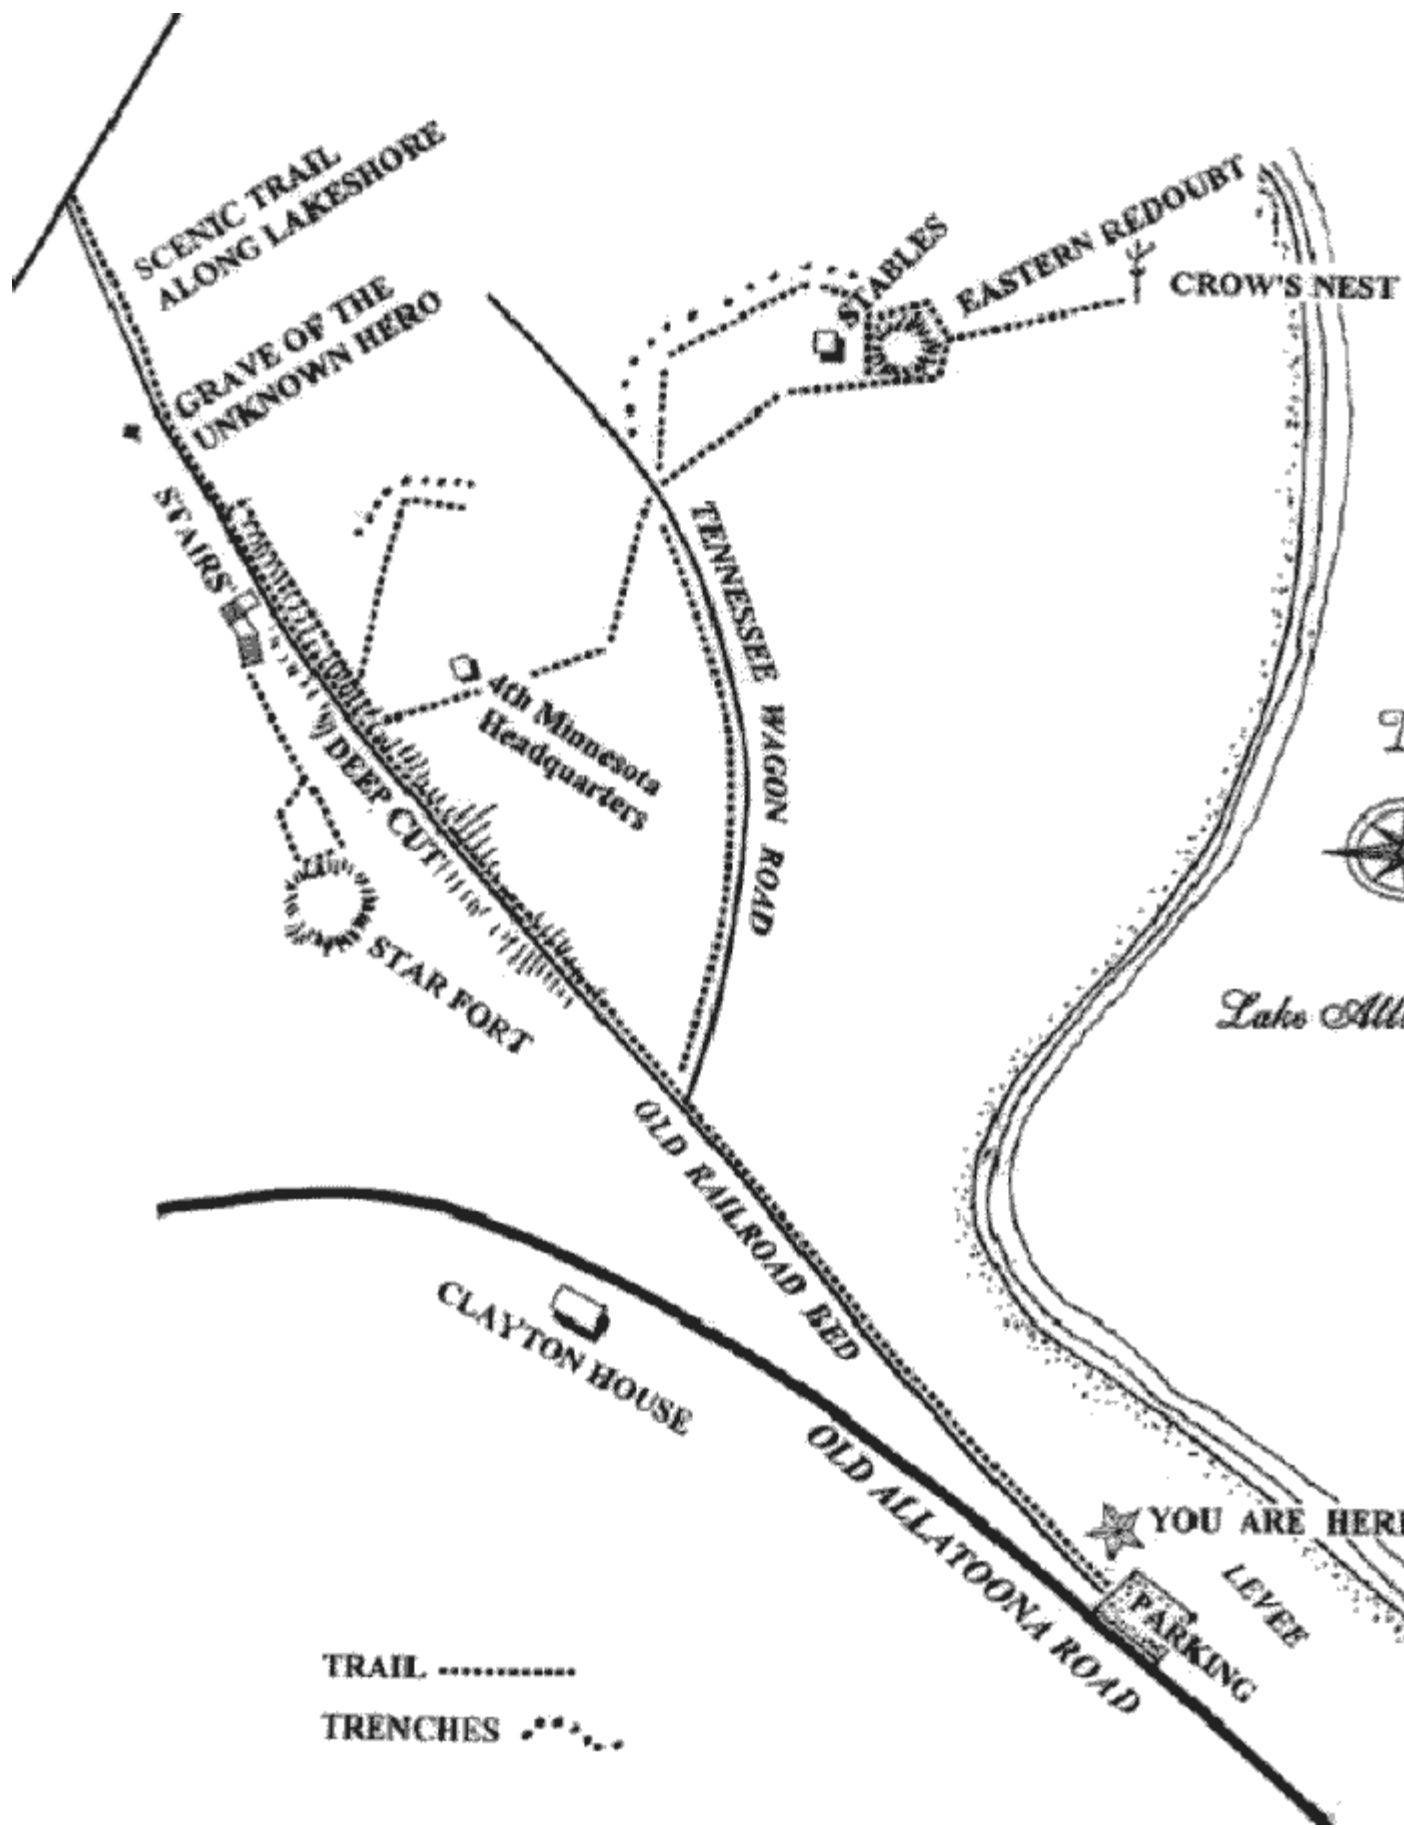 SCENIC TRAIL
ALONG LAKESHORE
GRAVE OF THE
UNKNOWN HERO
STABLES
EASTERN REDOUBT
CROW'S NEST
STAIRS
TENNESSEE WAGON ROAD
4th Minnesota
Headquarters
DEEP CUT
STAR FORT
Lake
OLD RAILROAD BED
CLAYTON HOUSE
OLD ALLATOONA ROAD
YOU ARE
LEVEE
PARKING
TRAIL
TRENCHES